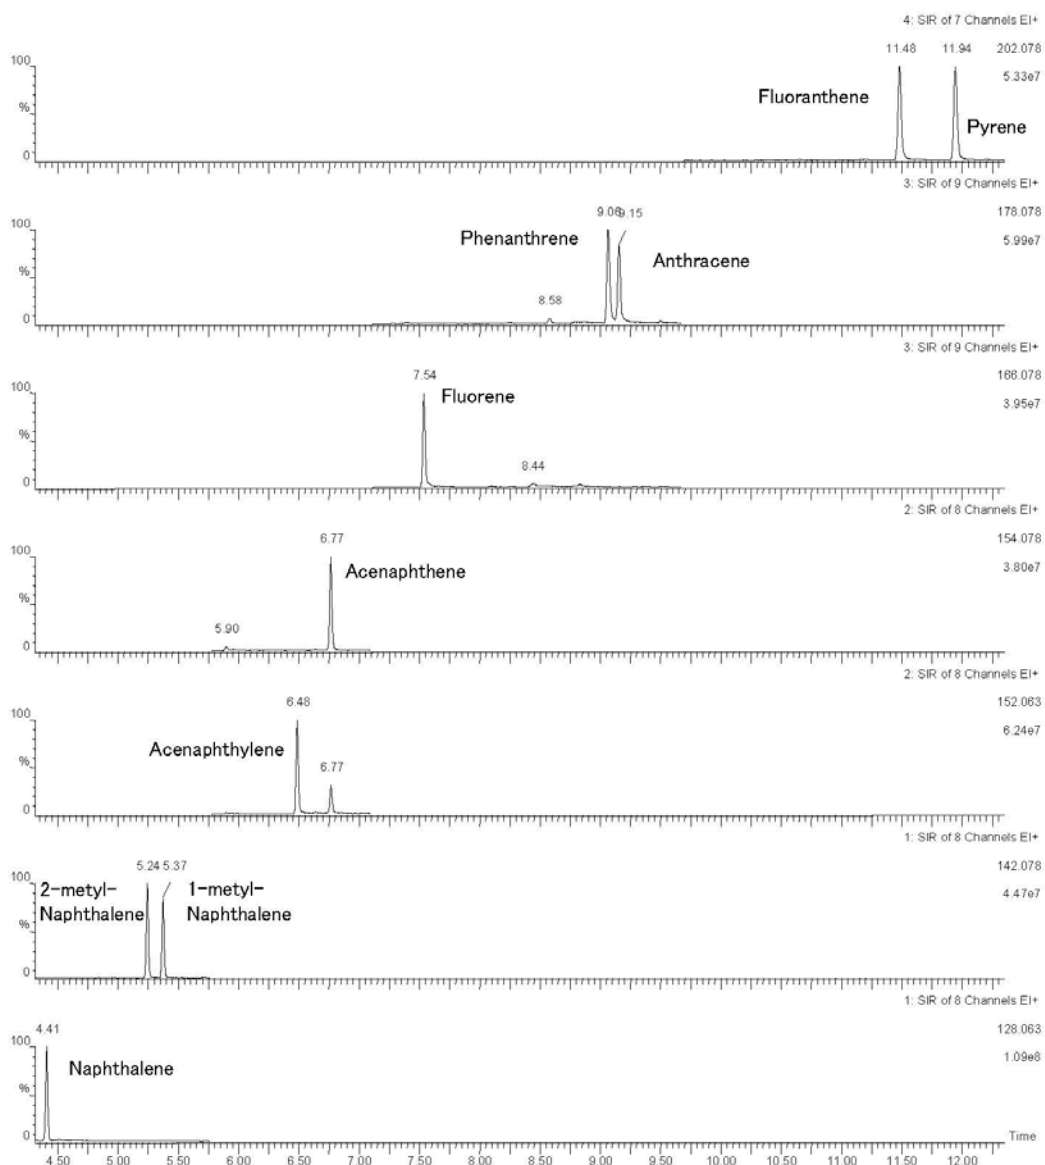 4: SIR of 7 Channels EI+
11.48 11.94 202.078
100 5.33e7
Fluoranthene
%
Pyrene
0
3: SIR of 9 Channels EI+
9.06 9.15 178.078
100 5.99e7
Phenanthrene
Anthracene
%
8.58
0
3: SIR of 9 Channels EI+
7.54 166.078
100 3.95e7
Fluorene
%
8.44
0
2: SIR of 8 Channels EI+
6.77 154.078
100 3.80e7
Acenaphthene
%
5.90
0
2: SIR of 8 Channels EI+
6.48 152.063
100 6.24e7
Acenaphthylene
6.77
%
0
1: SIR of 8 Channels EI+
5.24 5.37 142.078
100 4.47e7
2-metyl- 1-metyl-
Naphthalene Naphthalene
%
0
1: SIR of 8 Channels EI+
4.41 128.063
100 1.09e8
Naphthalene
%
0 Time
4.50 5.00 5.50 6.00 6.50 7.00 7.50 8.00 8.50 9.00 9.50 10.00 10.50 11.00 11.50 12.00